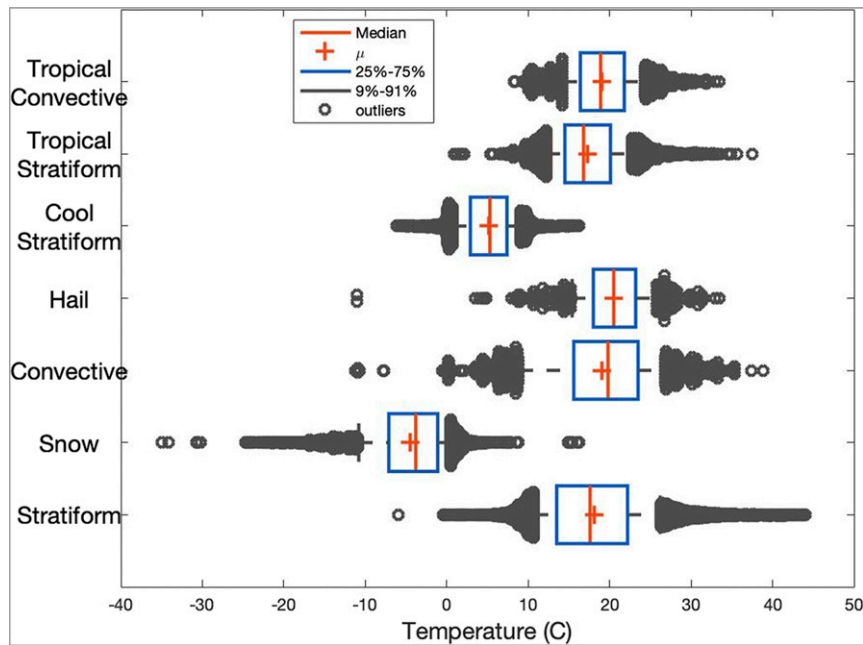 Median
μ
25%-75%
9%-91%
outliers
Tropical
Convective
Tropical
Stratiform
Cool
Stratiform
Hail
Convective
Snow
Stratiform
-40 -30 -20 -10 0 10 20 30 40 50
Temperature (C)